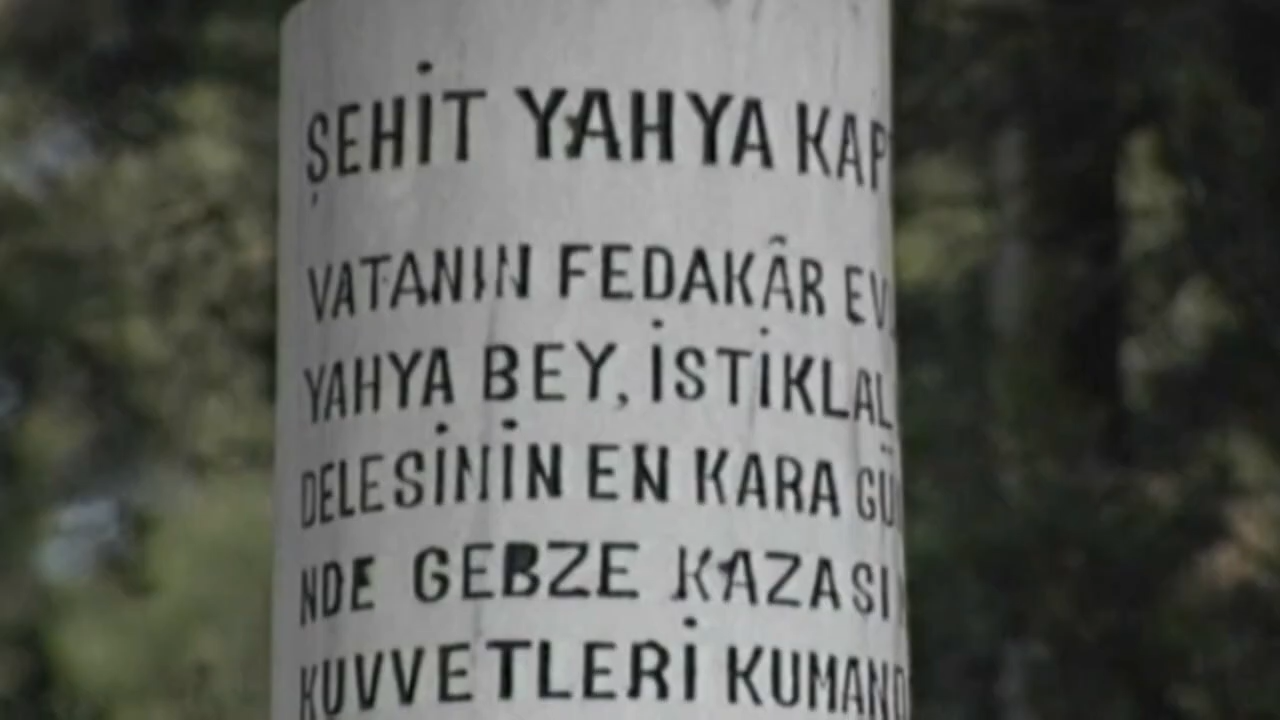 ŞEHİT YAHYA KAP
VATANIN FEDAKÂR EV
YAHYA BEY, İSTİKLAL
DELESİNİN EN KARA GÜ
NDE GEBZE KAZASI
KUVVETLERİ KUMAND